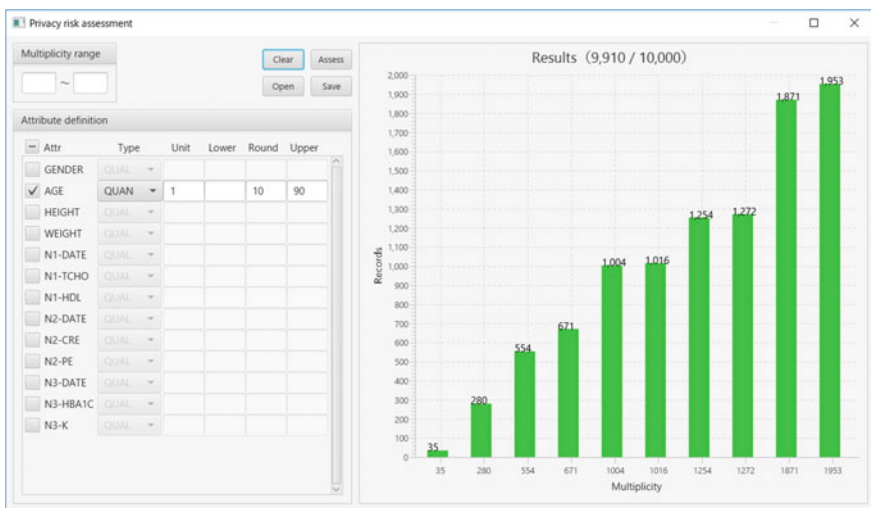 Privacy risk assessment
Multiplicity range
~
Clear Assess
Open Save
Attribute definition
Attr Type Unit Lower Round Upper
GENDER QUAL
AGE QUAN 1 10 90
HEIGHT QUAL
WEIGHT QUAL
N1-DATE QUAL
N1-TCHO QUAL
N1-HDL QUAL
N2-DATE QUAL
N2-CRE QUAL
N2-PE QUAL
N3-DATE QUAL
N3-HBA1C QUAL
N3-K QUAL
Results (9,910 / 10,000)
Records
2,000
1,900
1,800
1,700
1,600
1,500
1,400
1,300
1,200
1,100
1,000
900
800
700
600
500
400
300
200
100
0
35 280 554 671 1,004 1,016 1,254 1,272 1,871 1,953
35 280 554 671 1004 1016 1254 1272 1871 1953
Multiplicity